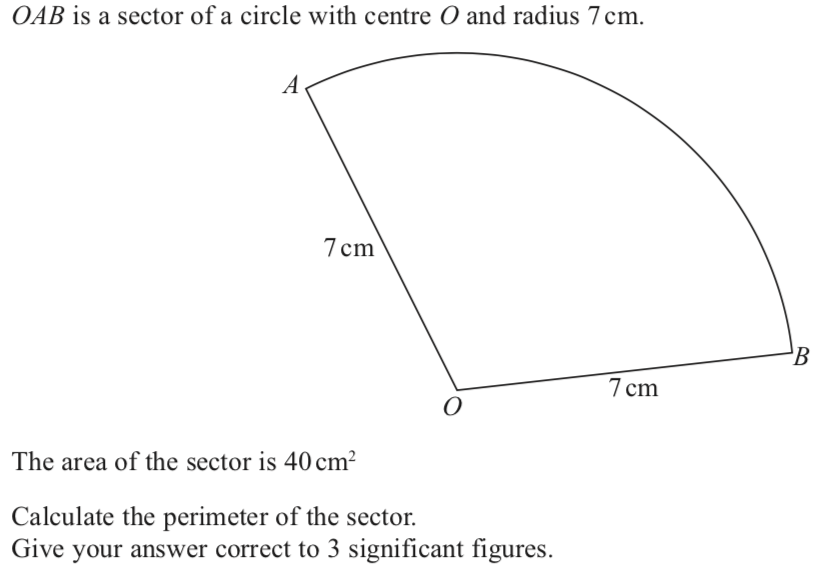 OAB is a sector of a circle with centre O and radius 7 cm.
A
7 cm
B
7 cm
O
The area of the sector is 40 cm²
Calculate the perimeter of the sector.
Give your answer correct to 3 significant figures.